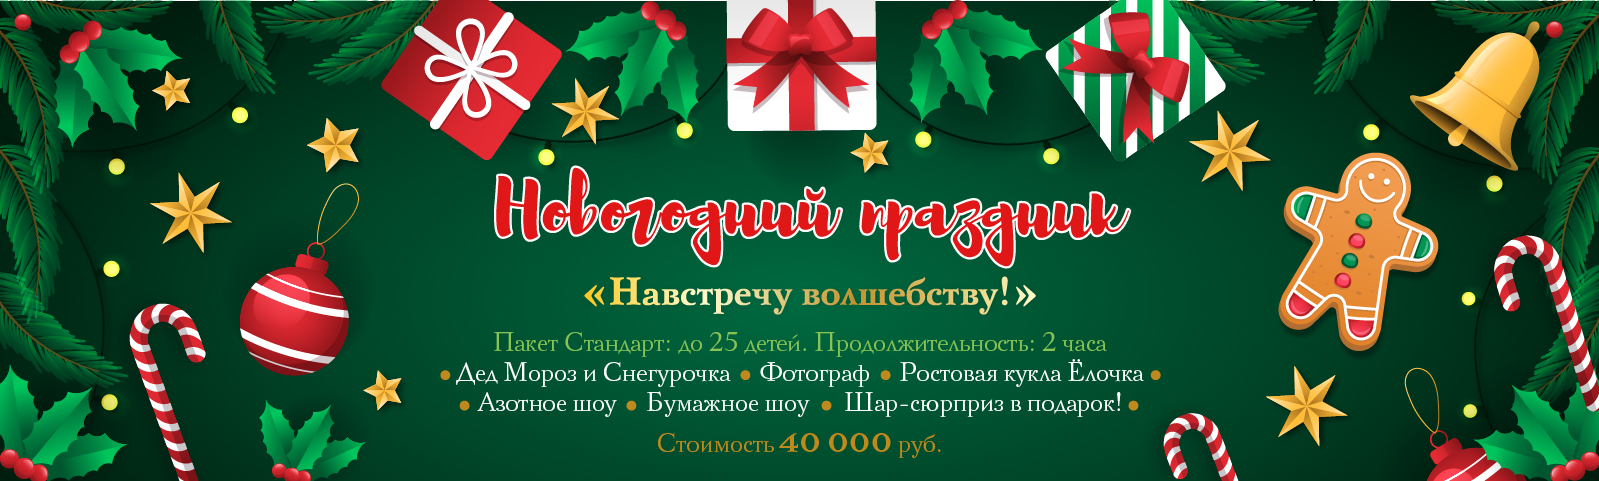 Новогодний праздник
«Навстречу волшебству!»
Пакет Стандарт: до 25 детей. Продолжительность: 2 часа
• Дед Мороз и Снегурочка • Фотограф • Ростовая кукла Ёлочка •
• Азотное шоу • Бумажное шоу • Шар-сюрприз в подарок! •
Стоимость 40 000 руб.